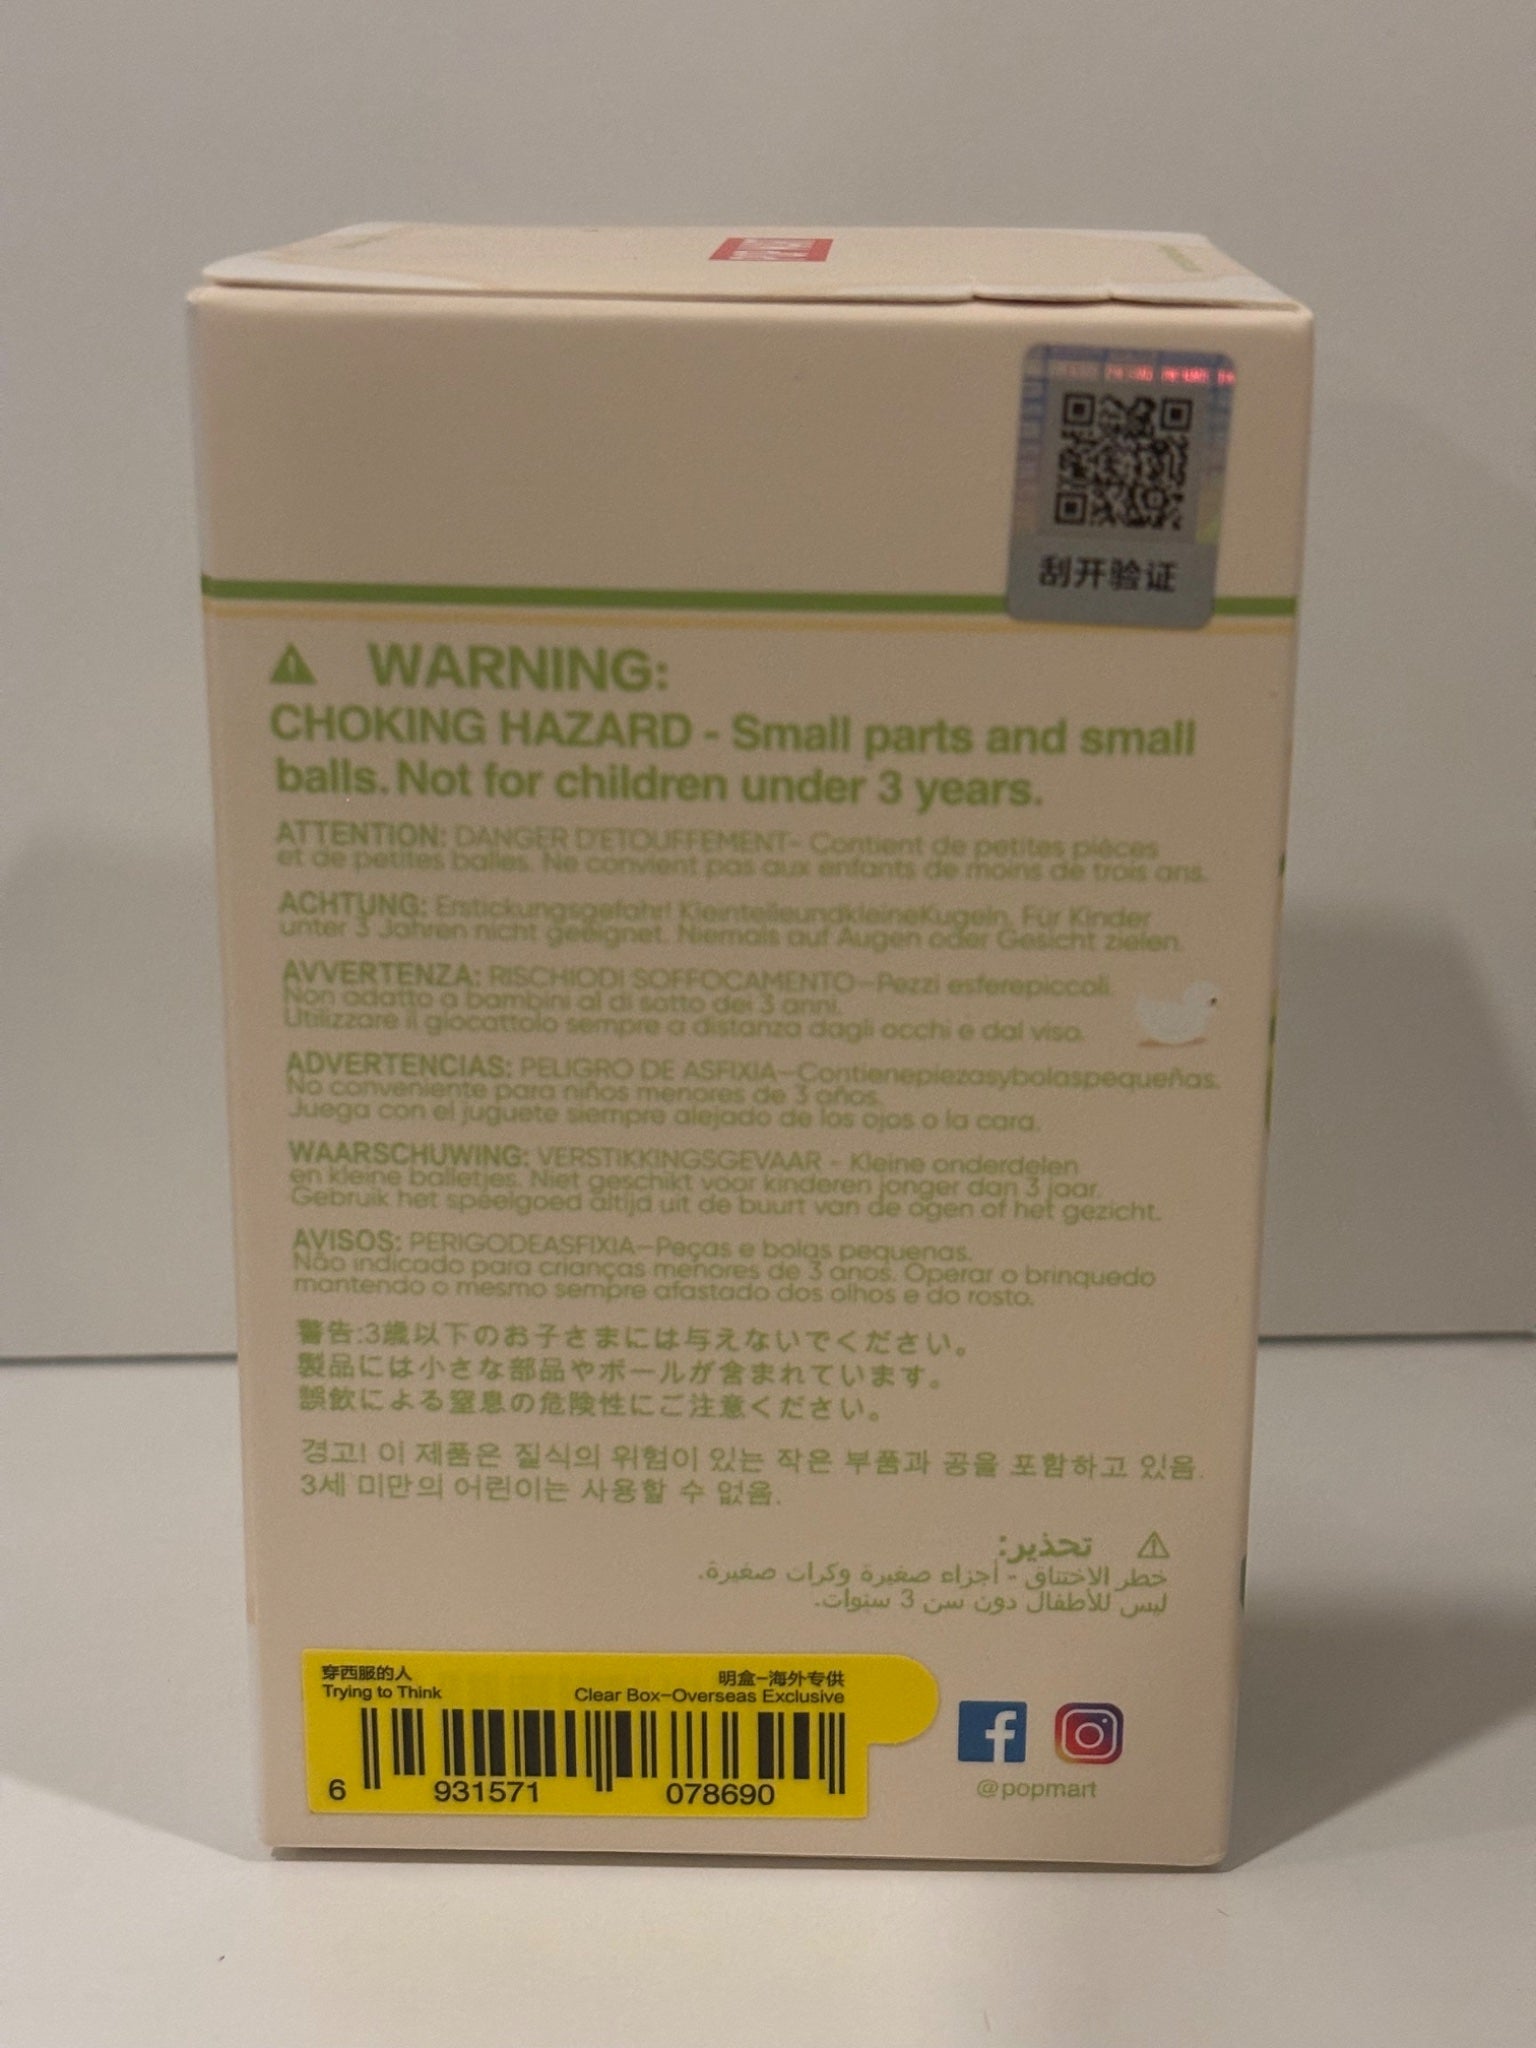 POP MART
刮开验证
WARNING:
CHOKING HAZARD - Small parts and small
balls. Not for children under 3 years.
ATTENTION: DANGER D'ETOUFFEMENT- Contient de petites pièces
et de petites balles. Ne convient pas aux enfants de moins de trois ans.
ACHTUNG: Erstickungsgefahr! KleinteileundkleineKugeln. Für Kinder
unter 3 Jahren nicht geeignet. Niemals auf Augen oder Gesicht zielen.
AVVERTENZA: RISCHIODI SOFFOCAMENTO-Pezzi esferepiccoli.
Non adatto a bambini al di sotto dei 3 anni.
Utilizzare il giocattolo sempre a distanza dagli occhi e dal viso.
ADVERTENCIAS: PELIGRO DE ASFIXIA-Contienepiezasybolaspequeñas.
No conveniente para niños menores de 3 años.
Juega con el juguete siempre alejado de los ojos o la cara.
WAARSCHUWING: VERSTIKKINGSGEVAAR - Kleine onderdelen
en kleine balletjes. Niet geschikt voor kinderen jonger dan 3 jaar.
Gebruik het speelgoed altijd uit de buurt van de ogen of het gezicht.
AVISOS: PERIGODEASFIXIA-Peças e bolas pequenas.
Não indicado para crianças menores de 3 anos. Operar o brinquedo
mantendo o mesmo sempre afastado dos olhos e do rosto.
警告:3歳以下のお子さまには与えないでください。
製品には小さな部品やボールが含まれています。
誤飲による窒息の危険性にご注意ください。
경고! 이 제품은 질식의 위험이 있는 작은 부품과 공을 포함하고 있음.
3세 미만의 어린이는 사용할 수 없음.
تحذير:
خطر الاختناق - أجزاء صغيرة وكرات صغيرة.
ليس للأطفال دون سن 3 سنوات.
穿西服的人 明盒-海外专供
Trying to Think Clear Box-Overseas Exclusive
6 931571 078690
@popmart